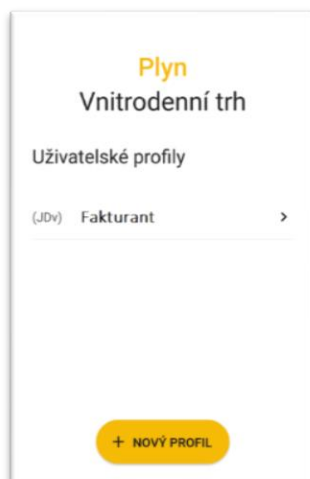 Plyn
Vnitrodenní trh
Uživatelské profily
(JDv) Fakturant >
+ NOVÝ PROFIL